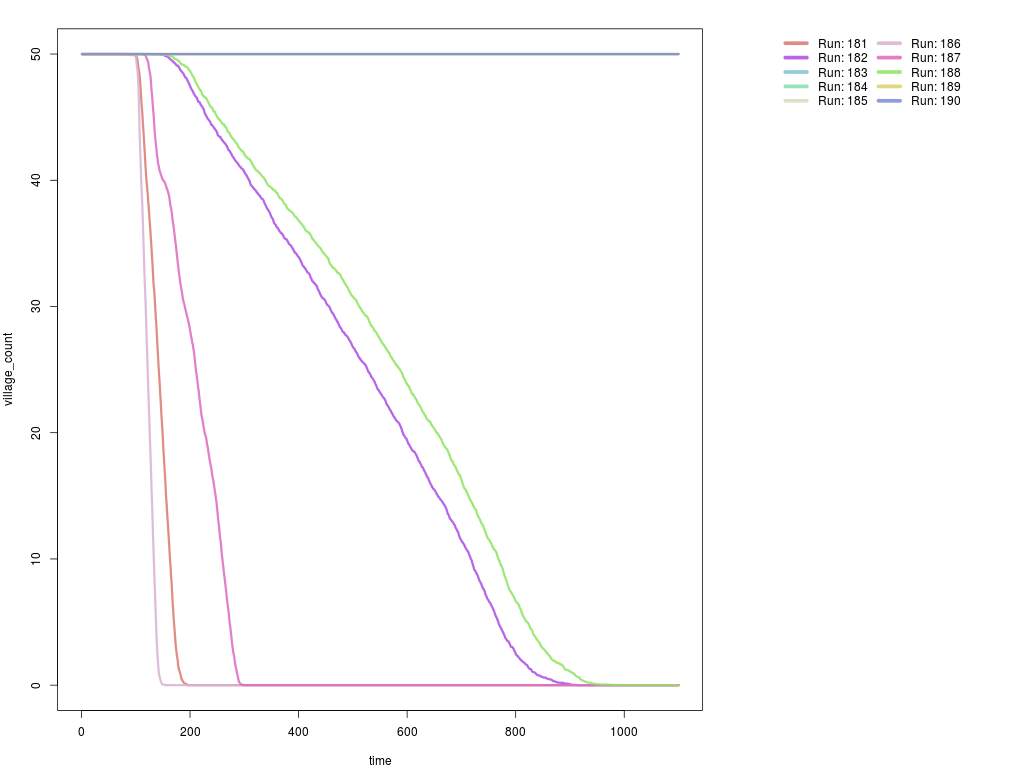 Run: 181
Run: 186
Run: 182
Run: 187
Run: 183
Run: 188
Run: 184
Run: 189
Run: 185
Run: 190
50
40
30
20
10
0
village_count
0
200
400
600
800
1000
time